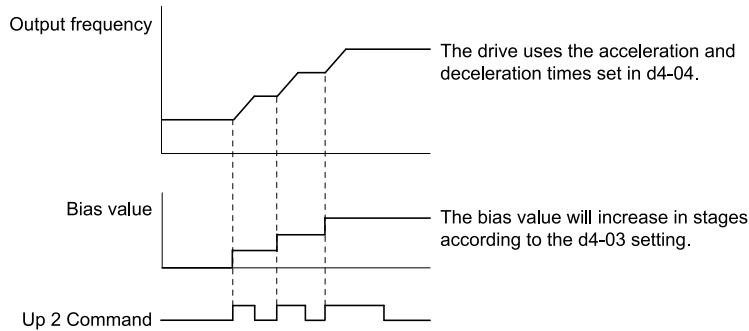 Output frequency
The drive uses the acceleration and
deceleration times set in d4-04.
Bias value
The bias value will increase in stages
according to the d4-03 setting.
Up 2 Command